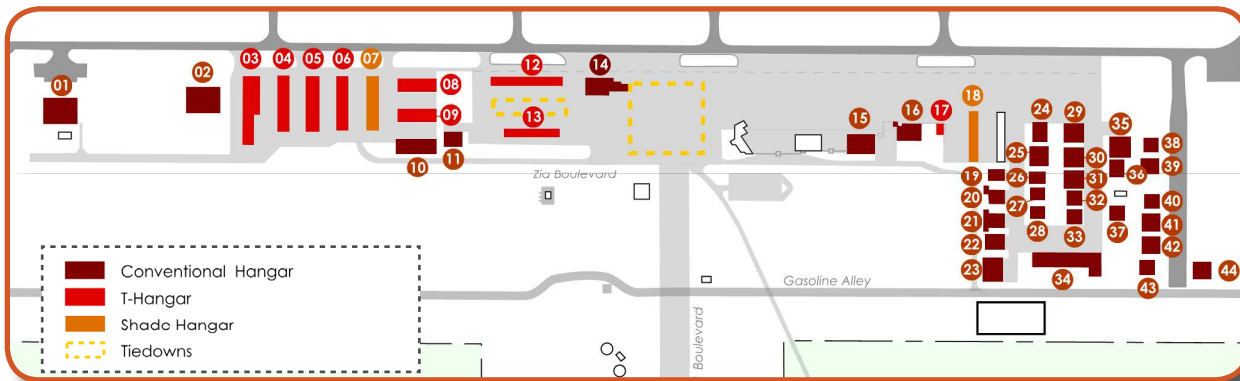 03 04 05 06 07 12 14
01 02 08 18
09 13 15 16 17 24 29 35
10 11 25 30 38
Zia Boulevard 19 26 31 36 39
20 27 32 40
21 28 33 37 41
22 42
23 34 43 44
Gasoline Alley
Boulevard
Conventional Hangar
T-Hangar
Shade Hangar
Tiedowns